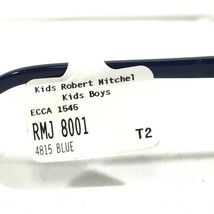 Kids Robert Mitchel
Kids Boys
ECCA 1545
RMJ 8001
T2
4815 BLUE